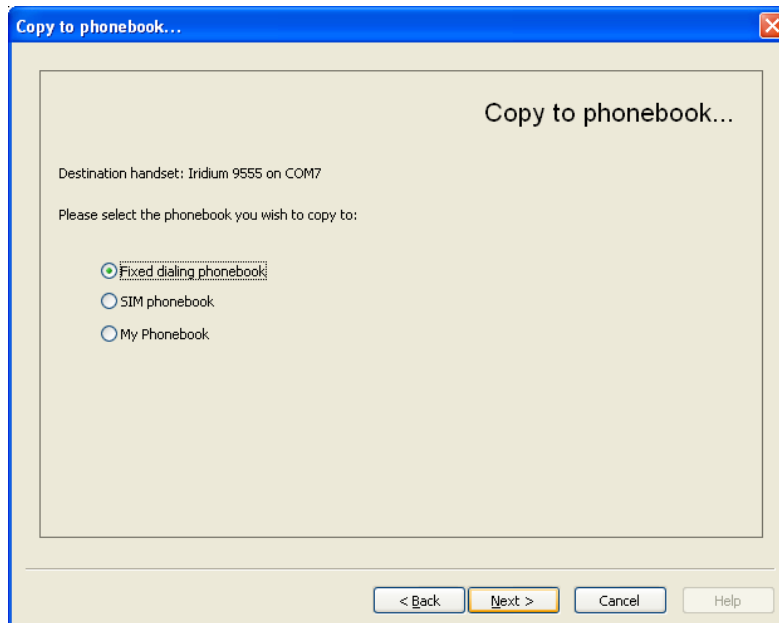 Copy to phonebook...
Copy to phonebook...
Destination handset: Iridium 9555 on COM7
Please select the phonebook you wish to copy to:
Fixed dialing phonebook
SIM phonebook
My Phonebook
< Back Next > Cancel Help